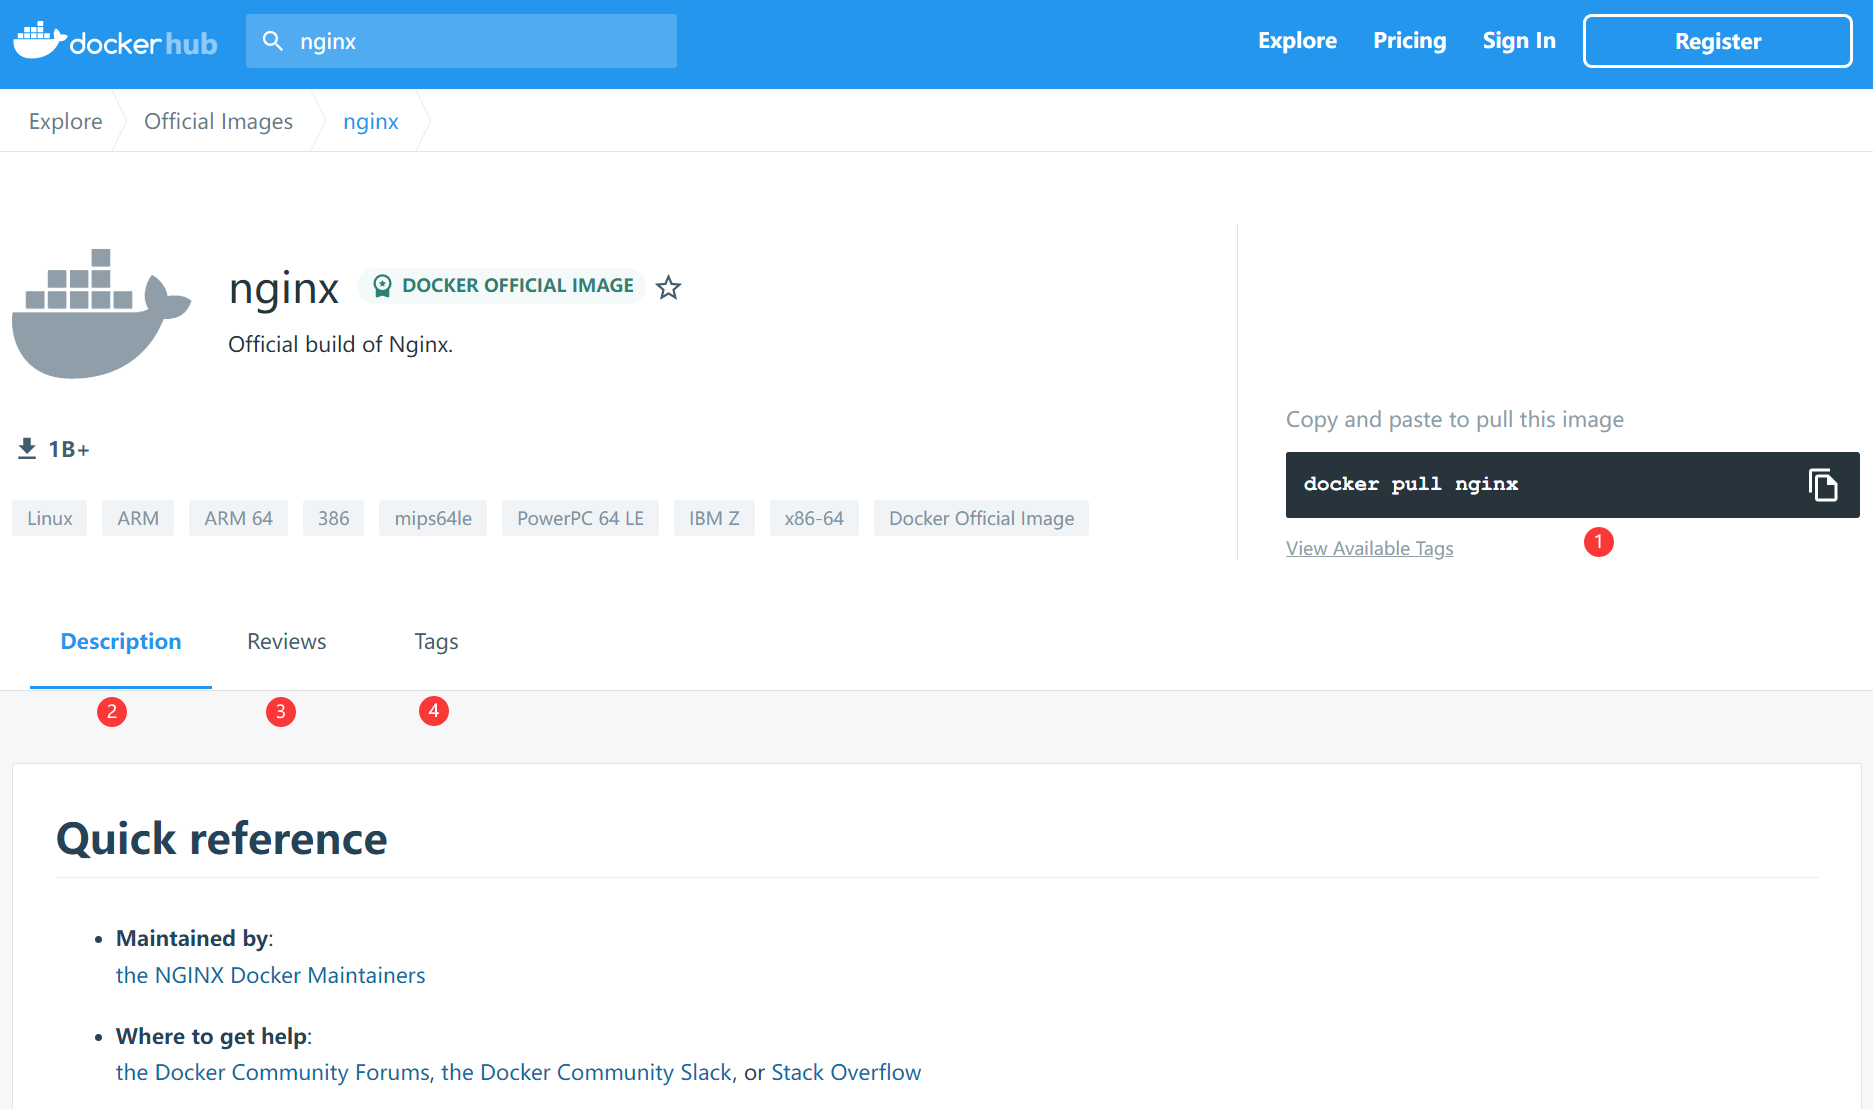 docker hub
nginx
Explore
Pricing
Sign In
Register
Explore
Official Images
nginx
nginx
DOCKER OFFICIAL IMAGE
Official build of Nginx.
1B+
Linux
ARM
ARM 64
386
mips64le
PowerPC 64 LE
IBM Z
x86-64
Docker Official Image
Copy and paste to pull this image
docker pull nginx
View Available Tags
1
Description
Reviews
Tags
2
3
4
Quick reference
• Maintained by:
the NGINX Docker Maintainers
• Where to get help:
the Docker Community Forums, the Docker Community Slack, or Stack Overflow